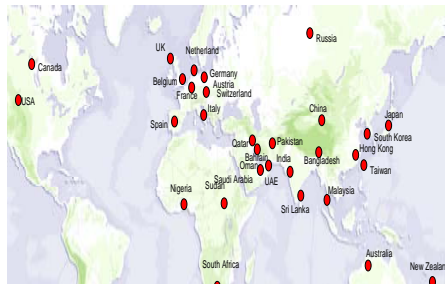 UK
Netherland
Russia
Canada
Belgium
Germany
Austria
France
Switzerland
USA
Italy
China
Japan
Spain
South Korea
Qatar
Pakistan
Hong Kong
Bahrain
India
Bangladesh
Oman
Taiwan
Saudi Arabia
UAE
Nigeria
Sudan
Malaysia
Sri Lanka
South Africa
Australia
New Zealan